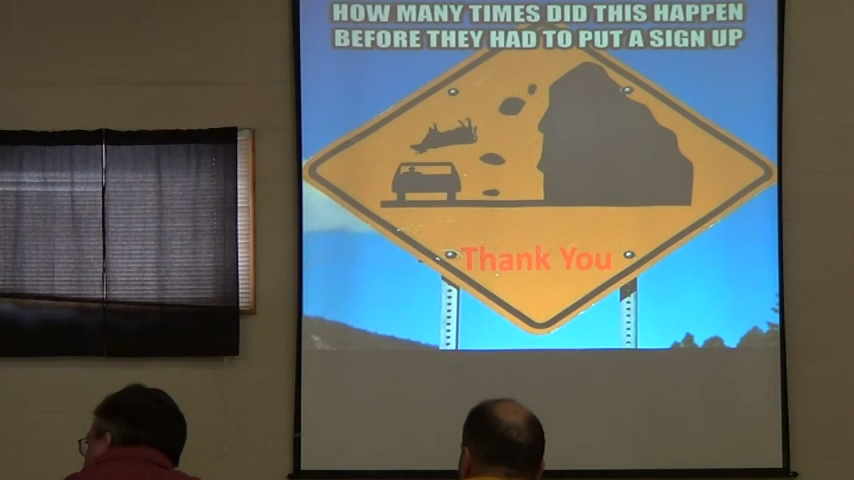 HOW MANY TIMES DID THIS HAPPEN
BEFORE THEY HAD TO PUT A SIGN UP
Thank You